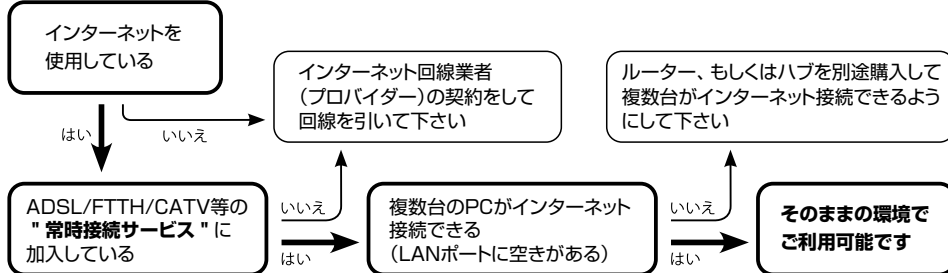 インターネットを
使用している
はい
いいえ
インターネット回線業者
(プロバイダー)の契約をして
回線を引いて下さい
ルーター、もしくはハブを別途購入して
複数台がインターネット接続できるよう
にして下さい
ADSL/FTTH/CATV等の
" 常時接続サービス " に
加入している
いいえ
はい
複数台のPCがインターネット
接続できる
(LANポートに空きがある)
いいえ
はい
そのままの環境で
ご利用可能です